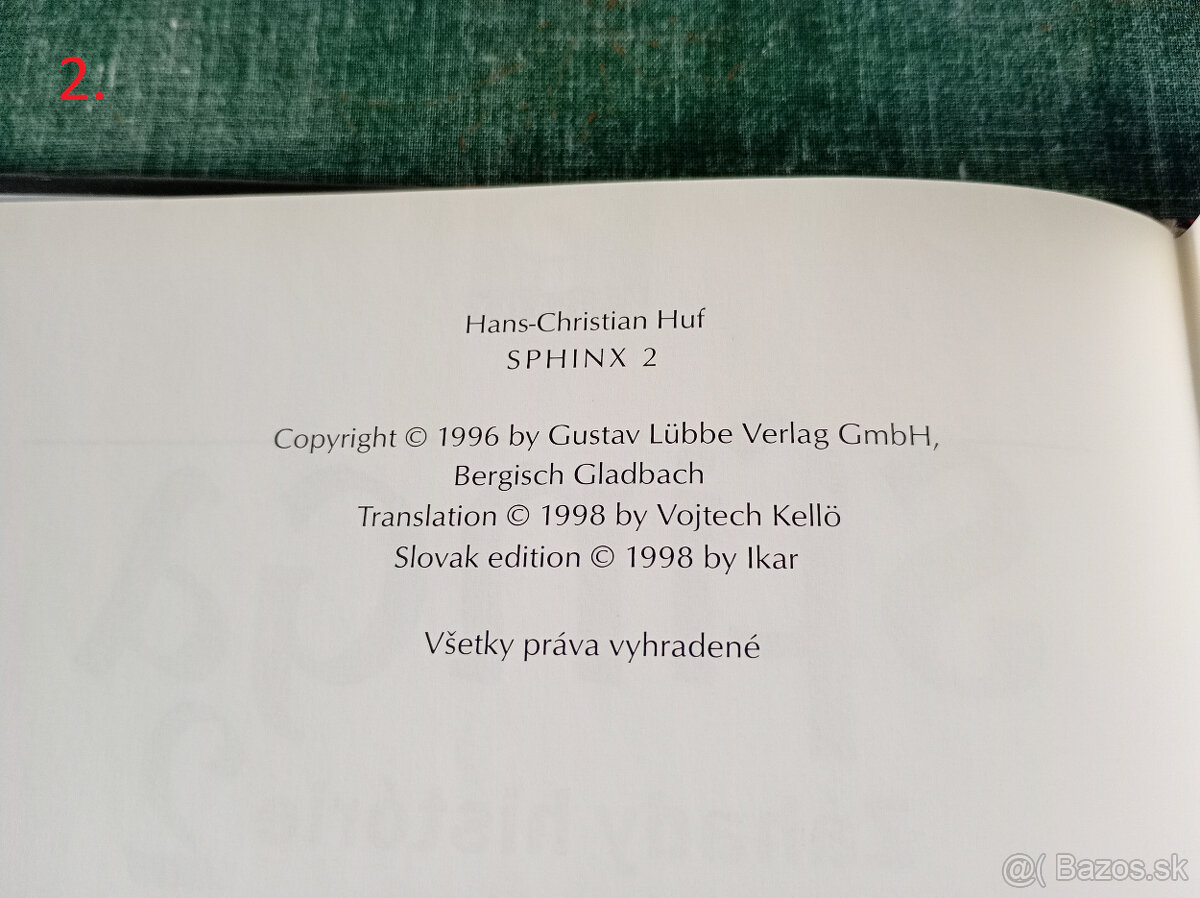 2.
Hans-Christian Huf
SPHINX 2
Copyright © 1996 by Gustav Lübbe Verlag GmbH,
Bergisch Gladbach
Translation © 1998 by Vojtech Kellö
Slovak edition © 1998 by Ikar
Všetky práva vyhradené
@( Bazos.sk